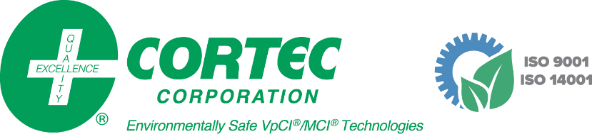 QUALITY
EXCELLENCE
®
CORTEC
CORPORATION
Environmentally Safe VpCI®/MCI® Technologies
ISO 9001
ISO 14001